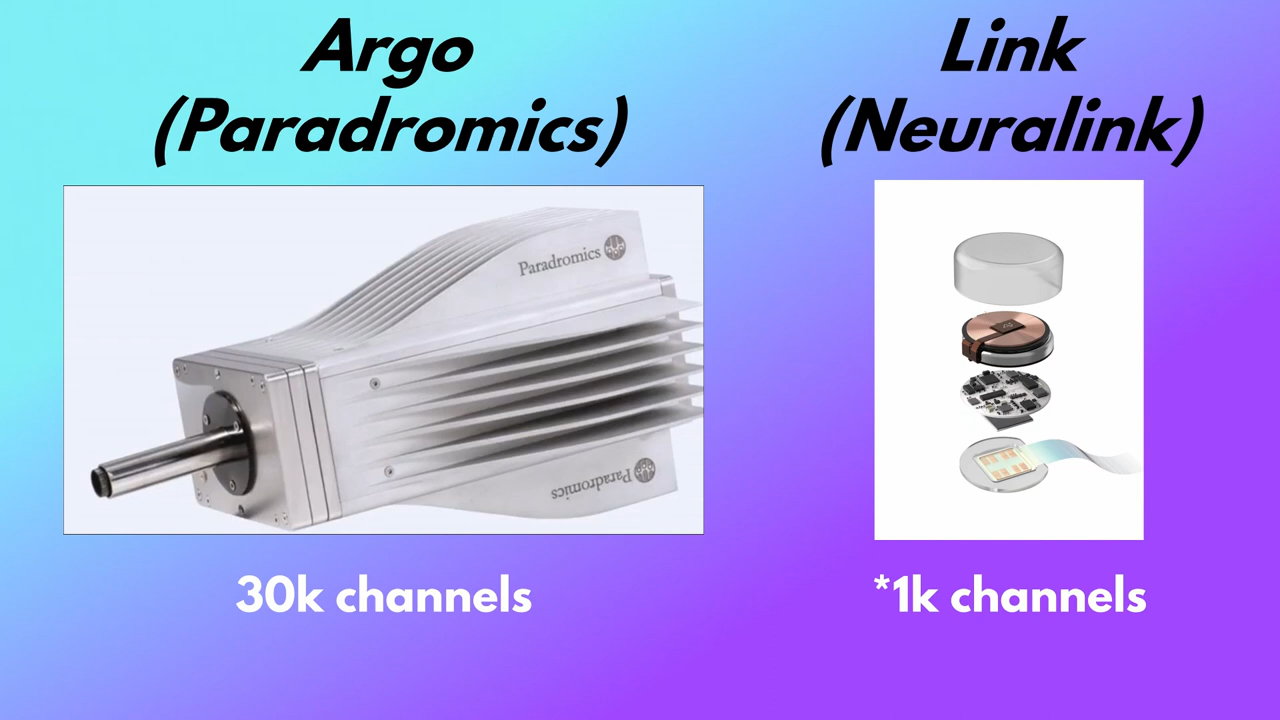 Argo
(Paradromics)
Link
(Neuralink)
Paradromics
Paradromics
30k channels
*1k channels